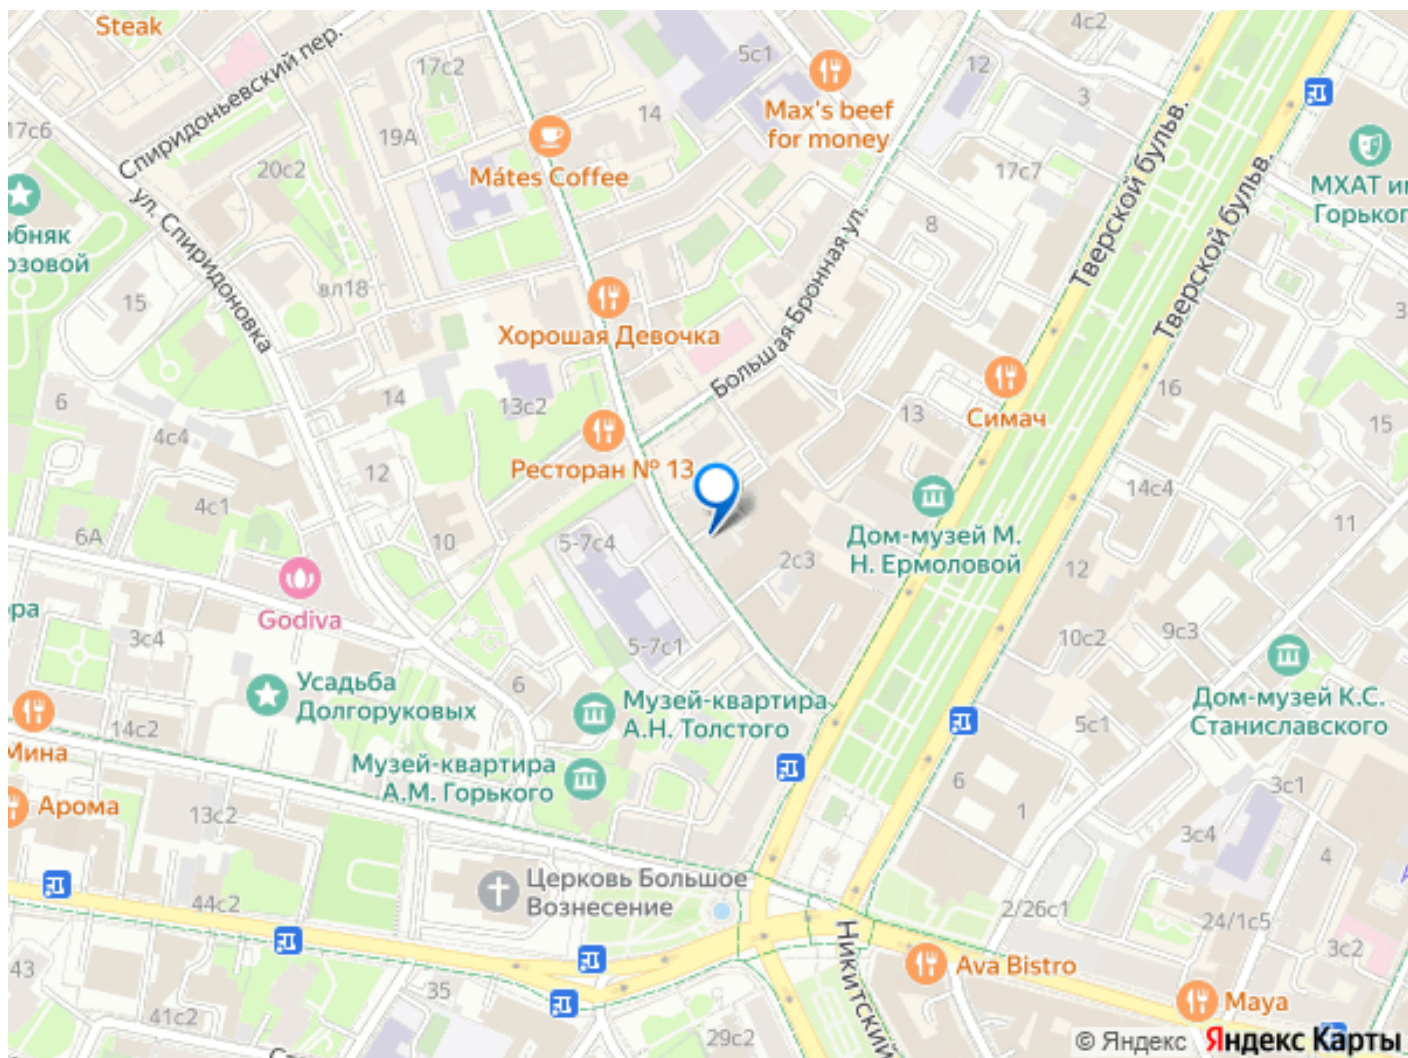 Steak
Спиридоньевский пер.
17с2
5с1
4с2
12
3
Max's beef
for money
14
19А
17с6
20с2
Mátes Coffee
17с7
Тверской бульв.
Тверской бульв.
МХАТ им
Горьког
ул. Спиридоновка
обняк
розовой
8
15
вл18
Хорошая Девочка
Большая Бронная ул.
16
6
14
13с2
13
Симач
15
4с4
12
Ресторан № 13
4с1
14с4
11
6А
10
5-7с4
Дом-музей М.
Н. Ермоловой
2с3
12
Godiva
3с4
5-7с1
10с2
9с3
6
Усадьба
Долгоруковых
Музей-квартира
А.Н. Толстого
Дом-музей К.С.
Станиславского
14с2
5с1
Мина
Музей-квартира
А.М. Горького
6
3с1
Арома
13с2
1
3с4
4
Церковь Большое
Вознесение
44с2
2/26с1
24/1с5
3с2
Никитский
43
Ava Bistro
35
Maya
41с2
29с2
© Яндекс
Яндекс Карты